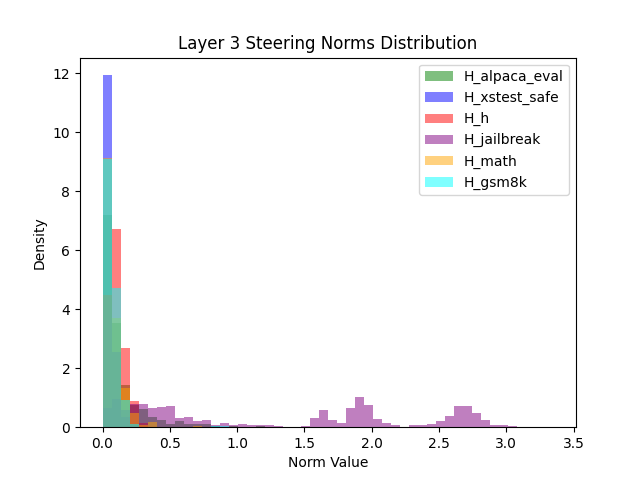 Layer 3 Steering Norms Distribution
H_alpaca_eval
H_xstest_safe
H_h
H_jailbreak
H_math
H_gsm8k
12
10
8
6
4
2
0
Density
0.0 0.5 1.0 1.5 2.0 2.5 3.0 3.5
Norm Value